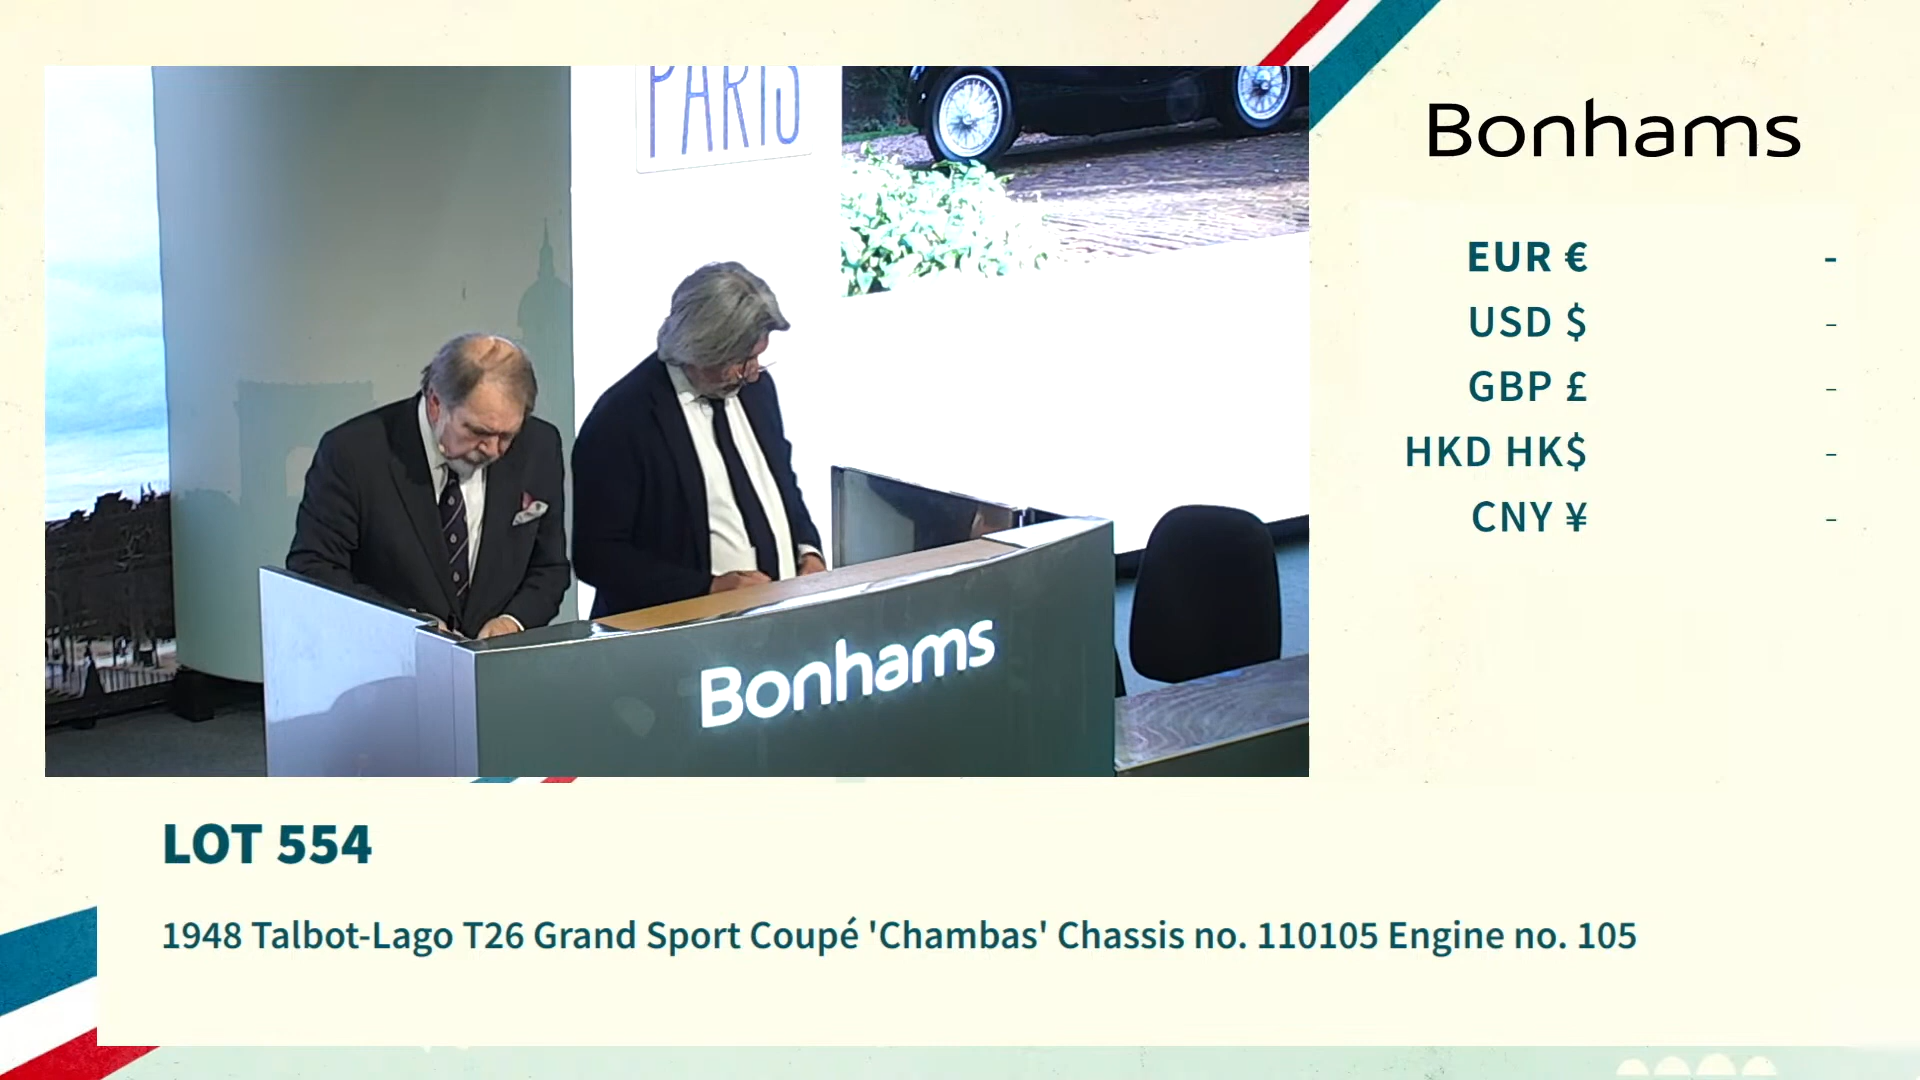 PARIS
Bonhams
EUR € -
USD $ -
GBP £ -
HKD HK$ -
CNY ¥ -
Bonhams
LOT 554
1948 Talbot-Lago T26 Grand Sport Coupé 'Chambas' Chassis no. 110105 Engine no. 105